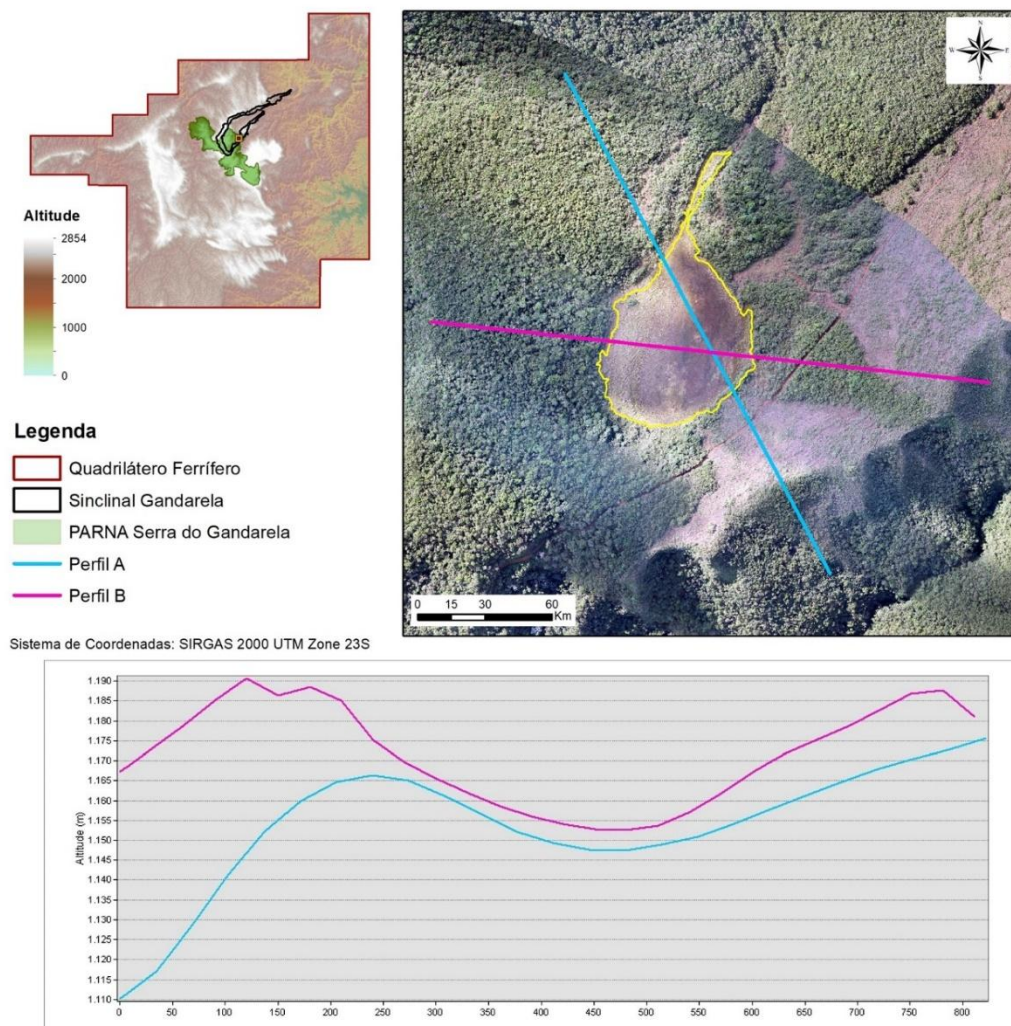 Altitude
2854
2000
1000
0
N
W
E
S
Legenda
Quadrilátero Ferrífero
Sinclinal Gandarela
PARNA Serra do Gandarela
Perfil A
Perfil B
0 15 30 60
Km
Sistema de Coordenadas: SIRGAS 2000 UTM Zone 23S
Altitude (m)
1.190
1.185
1.180
1.175
1.170
1.165
1.160
1.155
1.150
1.145
1.140
1.135
1.130
1.125
1.120
1.115
1.110
0 50 100 150 200 250 300 350 400 450 500 550 600 650 700 750 800